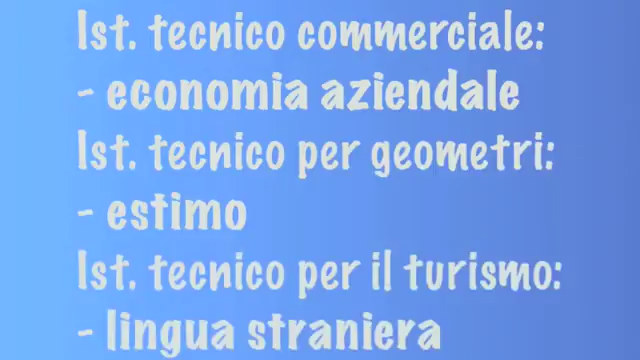 Ist. tecnico commerciale:
- economia aziendale
Ist. tecnico per geometri:
- estimo
Ist. tecnico per il turismo:
- lingua straniera